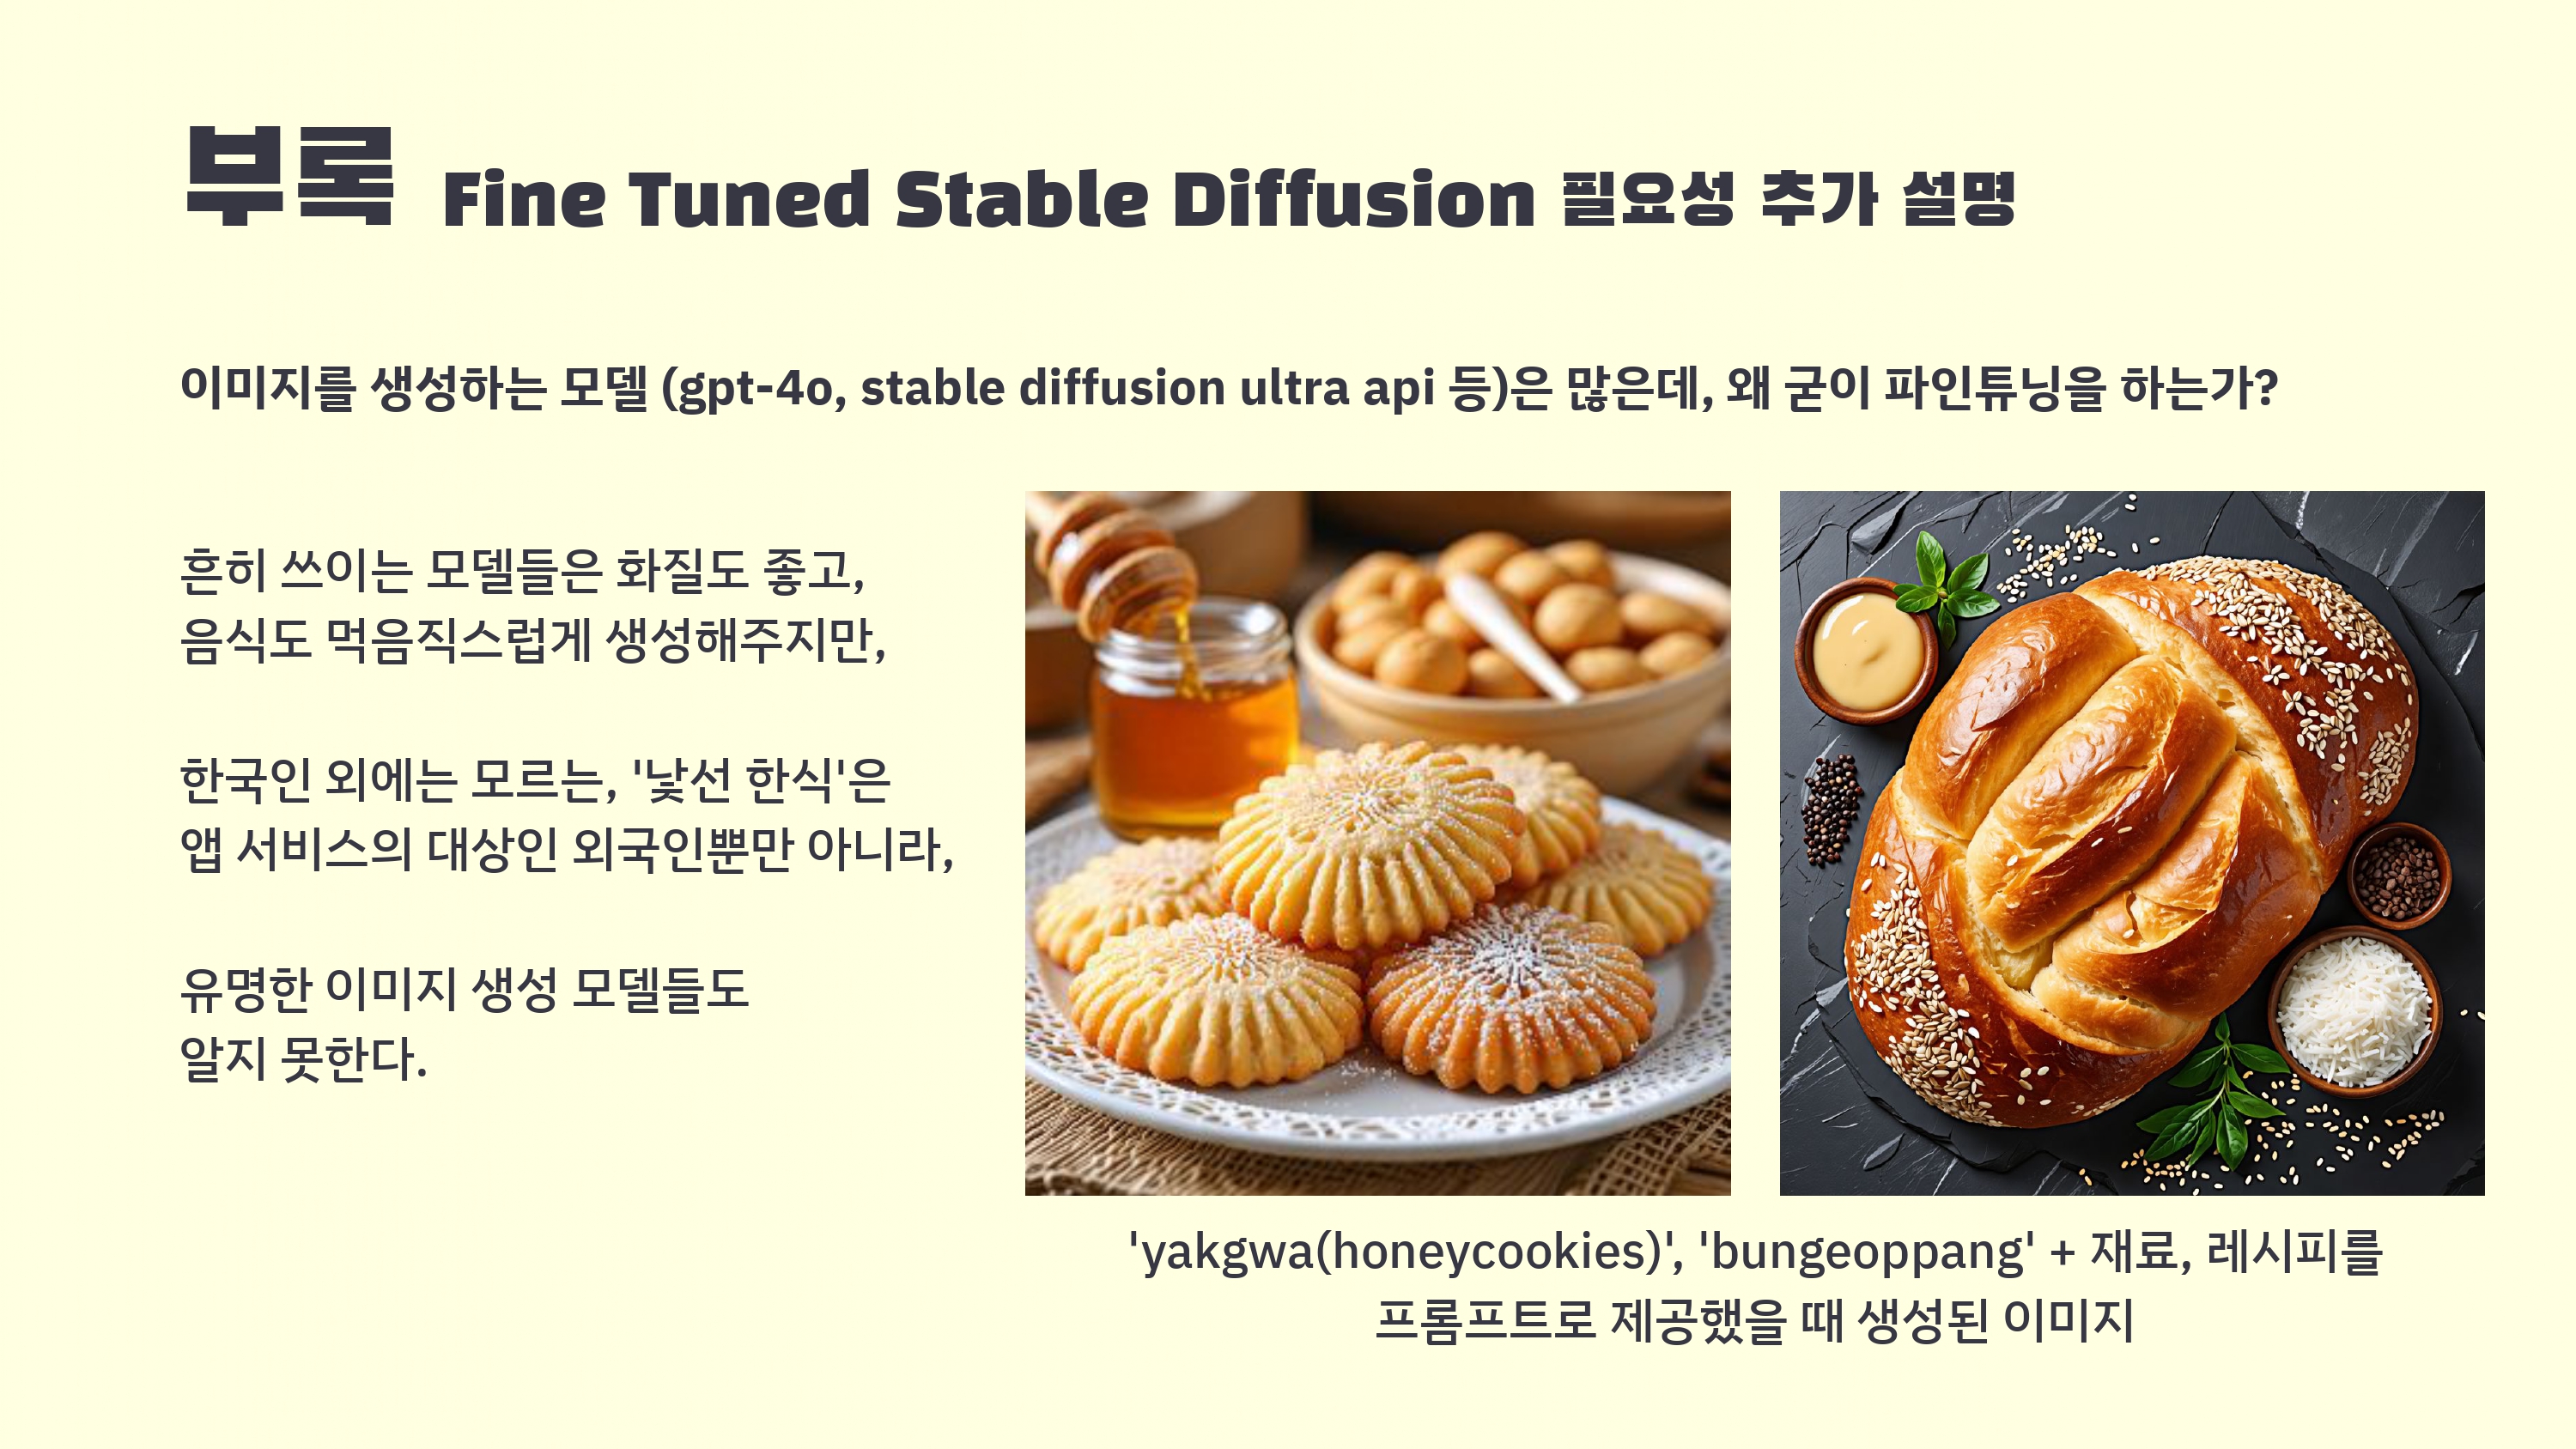 부록 Fine Tuned Stable Diffusion 필요성 추가 설명
이미지를 생성하는 모델 (gpt-4o, stable diffusion ultra api 등)은 많은데, 왜 굳이 파인튜닝을 하는가?
흔히 쓰이는 모델들은 화질도 좋고,
음식도 먹음직스럽게 생성해주지만,
한국인 외에는 모르는, '낯선 한식'은
앱 서비스의 대상인 외국인뿐만 아니라,
유명한 이미지 생성 모델들도
알지 못한다.
'yakgwa(honeycookies)', 'bungeoppang' + 재료, 레시피를
프롬프트로 제공했을 때 생성된 이미지